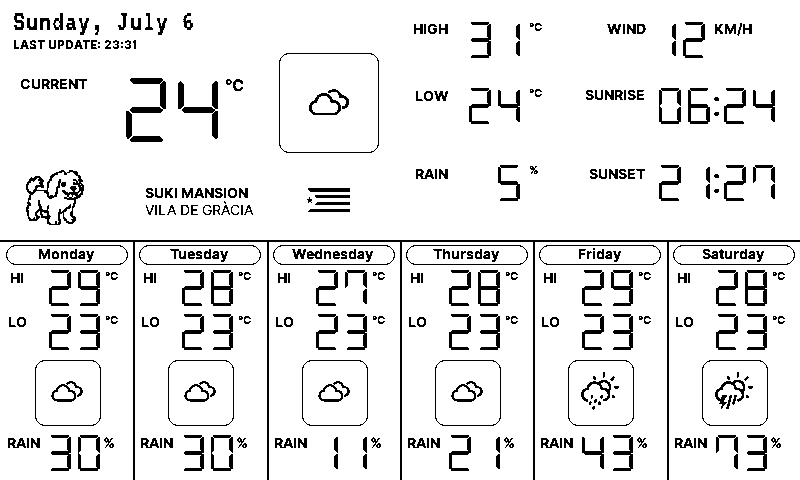 Sunday, July 6
LAST UPDATE: 23:31
CURRENT 24 °C
HIGH 31 °C
LOW 24 °C
RAIN 5 %
WIND 12 KM/H
SUNRISE 06:24
SUNSET 21:27
SUKI MANSION
VILA DE GRÀCIA
Monday
HI 29 °C
LO 23 °C
RAIN 30 %
Tuesday
HI 28 °C
LO 23 °C
RAIN 30 %
Wednesday
HI 27 °C
LO 23 °C
RAIN 11 %
Thursday
HI 28 °C
LO 23 °C
RAIN 21 %
Friday
HI 29 °C
LO 23 °C
RAIN 43 %
Saturday
HI 28 °C
LO 23 °C
RAIN 73 %